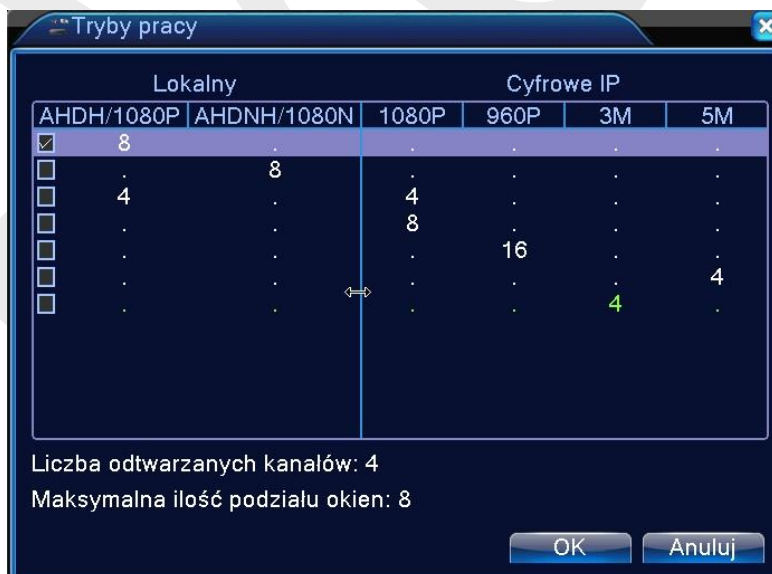 Tryby pracy
Lokalny Cyfrowe IP
AHDH/1080P AHDNH/1080N 1080P 960P 3M 5M
8 . . . . .
. 8 . . . .
4 . 4 . . .
. . 8 . . .
. . . 16 . .
. . . . . 4
. . . . 4 .
Liczba odtwarzanych kanałów: 4
Maksymalna ilość podziału okien: 8
OK Anuluj